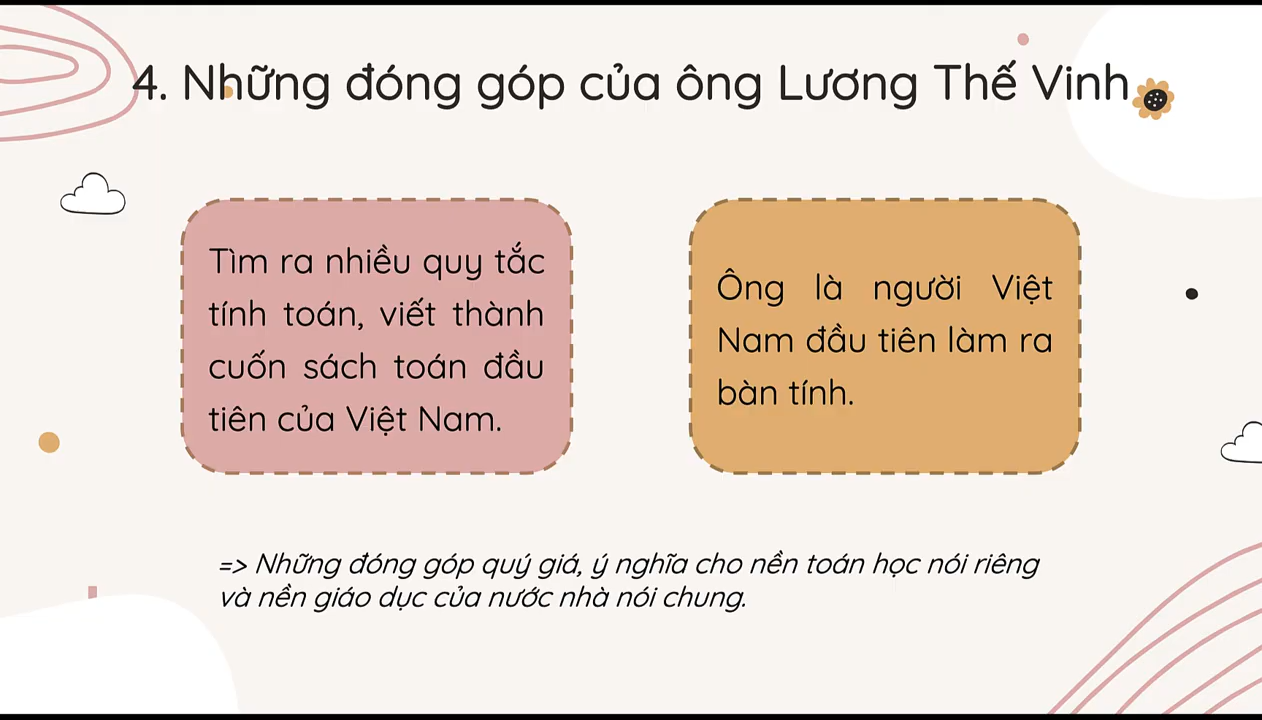 4. Những đóng góp của ông Lương Thế Vinh
Tìm ra nhiều quy tắc
tính toán, viết thành
cuốn sách toán đầu
tiên của Việt Nam.
Ông là người Việt
Nam đầu tiên làm ra
bàn tính.
=> Những đóng góp quý giá, ý nghĩa cho nền toán học nói riêng
và nền giáo dục của nước nhà nói chung.